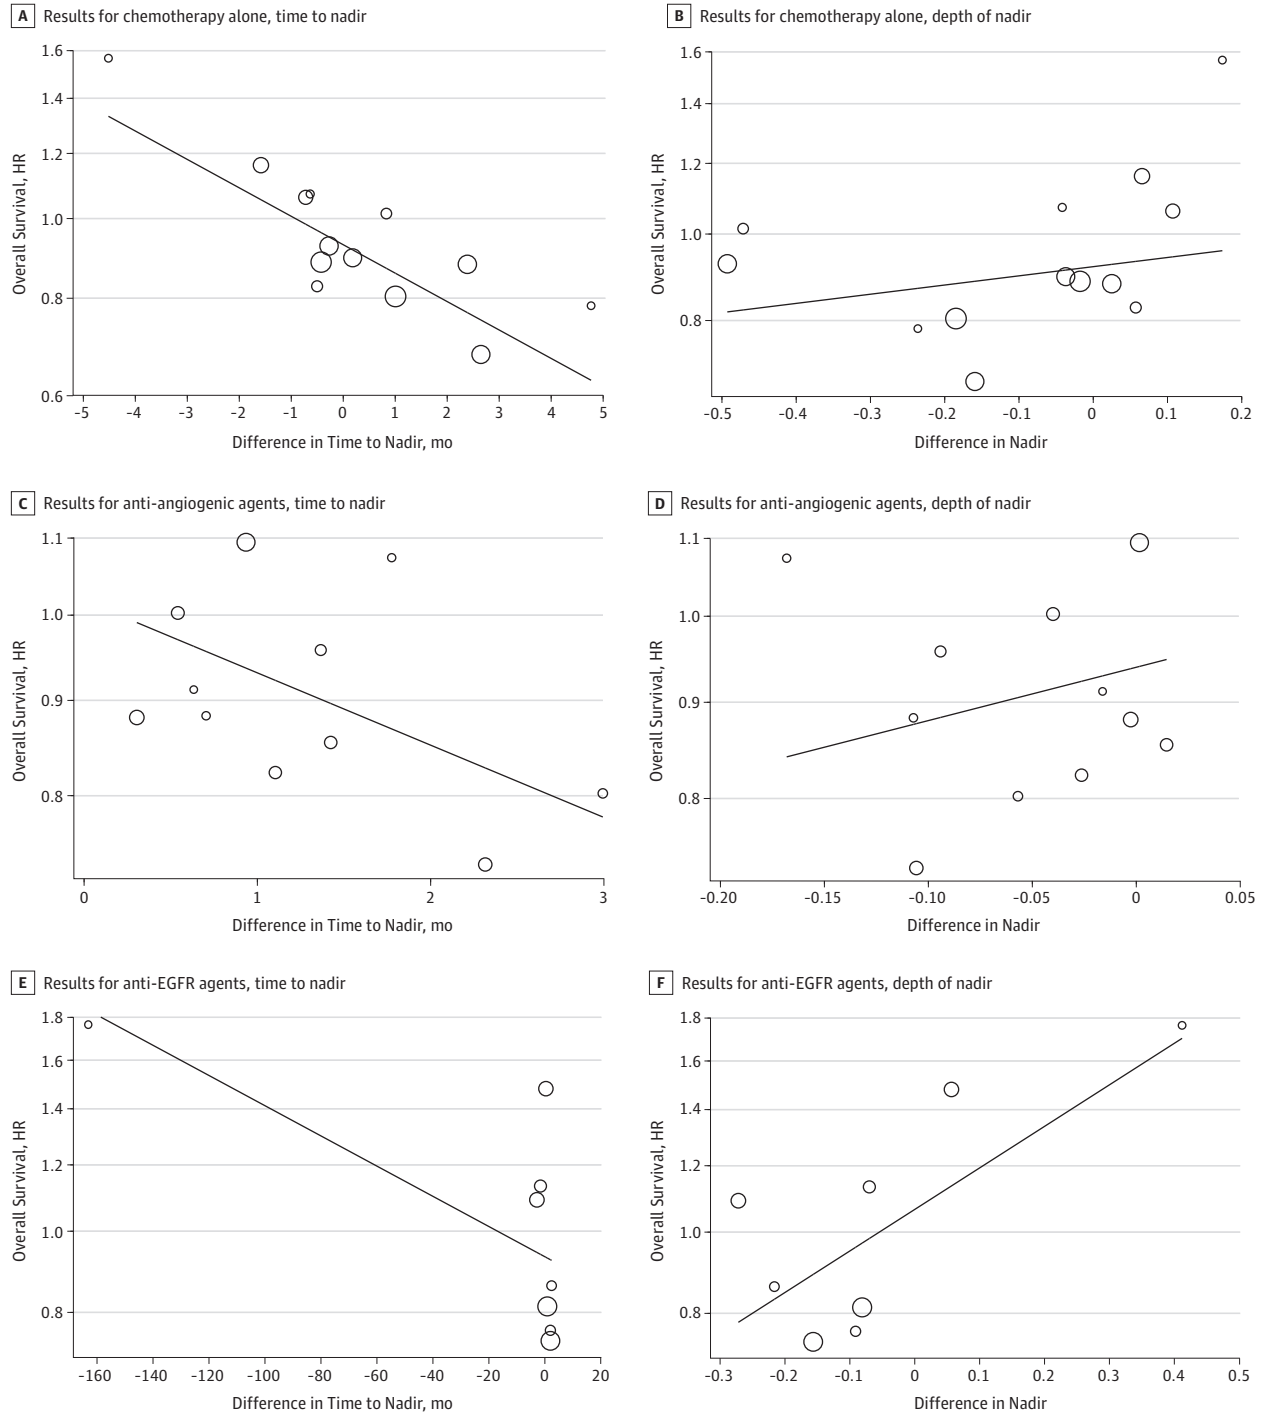 A Results for chemotherapy alone, time to nadir
1.6
1.4
1.2
1.0
0.8
0.6
Overall Survival, HR
-5 -4 -3 -2 -1 0 1 2 3 4 5
Difference in Time to Nadir, mo
B Results for chemotherapy alone, depth of nadir
1.6
1.4
1.2
1.0
0.8
Overall Survival, HR
-0.5 -0.4 -0.3 -0.2 -0.1 0 0.1 0.2
Difference in Nadir
C Results for anti-angiogenic agents, time to nadir
1.1
1.0
0.9
0.8
Overall Survival, HR
0 1 2 3
Difference in Time to Nadir, mo
D Results for anti-angiogenic agents, depth of nadir
1.1
1.0
0.9
0.8
Overall Survival, HR
-0.20 -0.15 -0.10 -0.05 0 0.05
Difference in Nadir
E Results for anti-EGFR agents, time to nadir
1.8
1.6
1.4
1.2
1.0
0.8
Overall Survival, HR
-160 -140 -120 -100 -80 -60 -40 -20 0 20
Difference in Time to Nadir, mo
F Results for anti-EGFR agents, depth of nadir
1.8
1.6
1.4
1.2
1.0
0.8
Overall Survival, HR
-0.3 -0.2 -0.1 0 0.1 0.2 0.3 0.4 0.5
Difference in Nadir